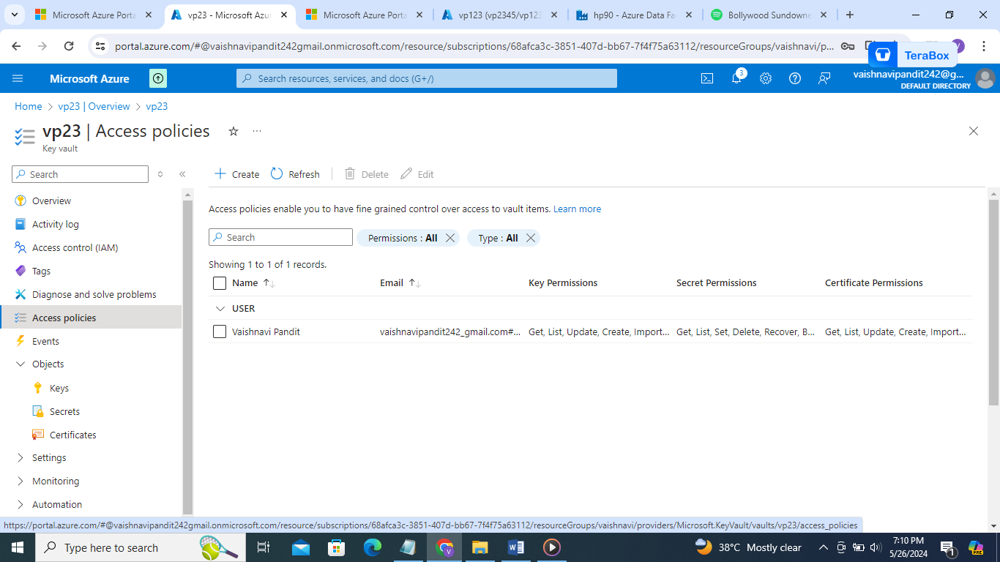 Microsoft Azure Porta
vp23 - Microsoft Azu
Microsoft Azure Porta
vp123 (vp2345/vp123
hp90 - Azure Data Fa
Bollywood Sundowne
portal.azure.com/#@vaishnavipandit242gmail.onmicrosoft.com/resource/subscriptions/68afca3c-3851-407d-bb67-7f4f75a63112/resourceGroups/vaishnavi/p...
TeraBox
Microsoft Azure
Search resources, services, and docs (G+/)
3
vaishnavipandit242@g...
DEFAULT DIRECTORY
Home > vp23 | Overview > vp23
vp23 | Access policies
Key vault
Search
Create Refresh Delete Edit
Overview
Activity log
Access control (IAM)
Tags
Diagnose and solve problems
Access policies
Events
Objects
Keys
Secrets
Certificates
Settings
Monitoring
Automation
Access policies enable you to have fine grained control over access to vault items. Learn more
Search Permissions : All Type : All
Showing 1 to 1 of 1 records.
Name Email Key Permissions Secret Permissions Certificate Permissions
USER
Vaishnavi Pandit vaishnavipandit242_gmail.com#... Get, List, Update, Create, Import... Get, List, Set, Delete, Recover, B... Get, List, Update, Create, Import...
https://portal.azure.com/#@vaishnavipandit242gmail.onmicrosoft.com/resource/subscriptions/68afca3c-3851-407d-bb67-7f4f75a63112/resourceGroups/vaishnavi/providers/Microsoft.KeyVault/vaults/vp23/access_policies
Type here to search
38°C Mostly clear
7:10 PM
5/26/2024
1
PRE